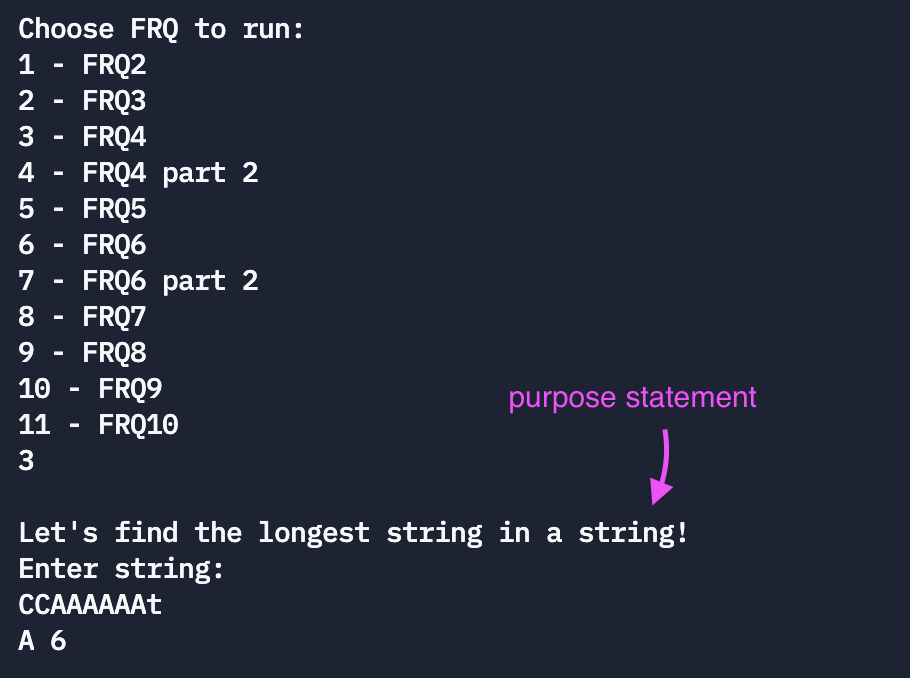 Choose FRQ to run:
1 - FRQ2
2 - FRQ3
3 - FRQ4
4 - FRQ4 part 2
5 - FRQ5
6 - FRQ6
7 - FRQ6 part 2
8 - FRQ7
9 - FRQ8
10 - FRQ9
11 - FRQ10
3
purpose statement
Let's find the longest string in a string!
Enter string:
CCAAAAAAt
A 6